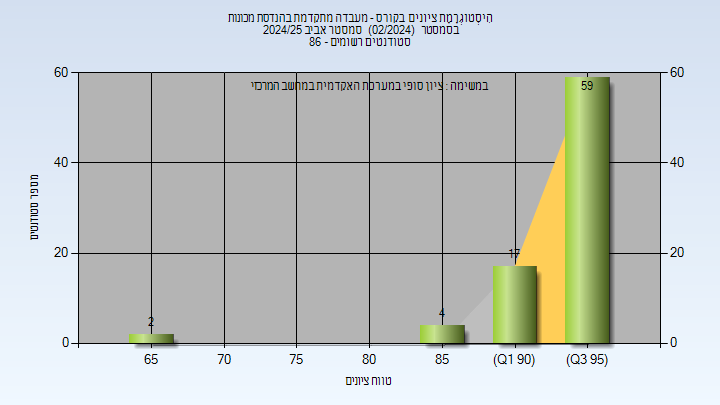 היסטוגרמת ציונים בקורס - מעבדה מתקדמת בהנדסת מכונות
בסמסטר (02/2024) סמסטר אביב 2024/25
סטודנטים רשומים - 86
במשימה : ציון סופי במערכת האקדמית במחשב המרכזי
מספר סטודנטים
60
40
20
0
60
40
20
0
2
4
17
59
65
70
75
80
85
(Q1 90)
(Q3 95)
טווח ציונים